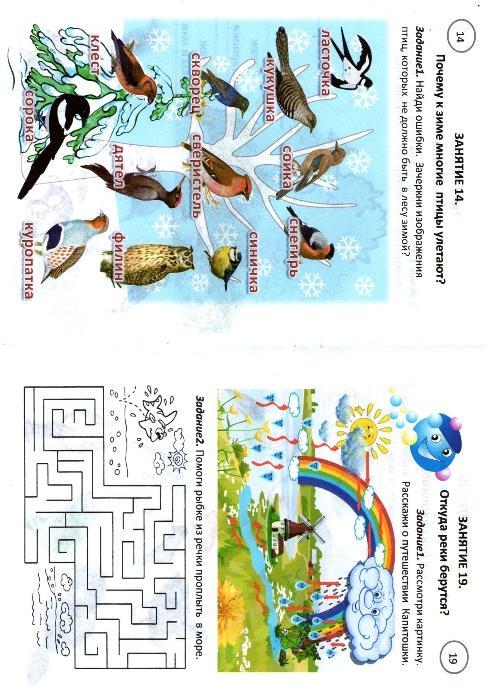 14
ЗАНЯТИЕ 14.
Почему к зиме многие птицы улетают?
Задание1. Найди ошибки. Зачеркни изображения
птиц, которых не должно быть в лесу зимой?
ласточка
кукушка
сойка
снегирь
скворец
свиристель
синичка
клест
дятел
филин
сорока
куропатка
ЗАНЯТИЕ 19.
19
Откуда реки берутся?
Задание1. Рассмотри картинку.
Расскажи о путешествии Капитошки.
Задание2. Помоги рыбке из речки проплыть в море.